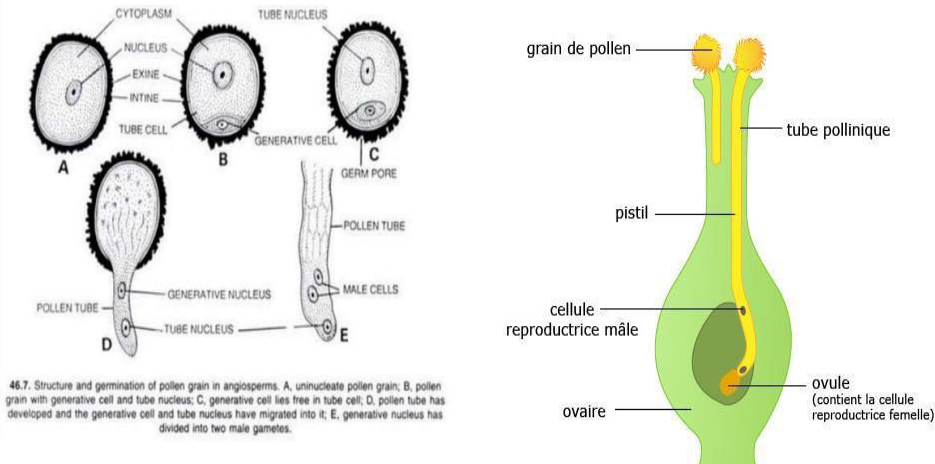 CYTOPLASM
TUBE NUCLEUS
NUCLEUS
EXINE
INTINE
TUBE CELL
GENERATIVE CELL
A
B
C
GERM PORE
POLLEN TUBE
GENERATIVE NUCLEUS
MALE CELLS
POLLEN TUBE
TUBE NUCLEUS
D
E
46.7. Structure and germination of pollen grain in angiosperms. A, uninucleate pollen grain; B, pollen
grain with generative cell and tube nucleus; C, generative cell lies free in tube cell; D, pollen tube has
developed and the generative cell and tube nucleus have migrated into it; E, generative nucleus has
divided into two male gametes.
grain de pollen
tube pollinique
pistil
cellule
reproductrice mâle
ovule
(contient la cellule
reproductrice femelle)
ovaire